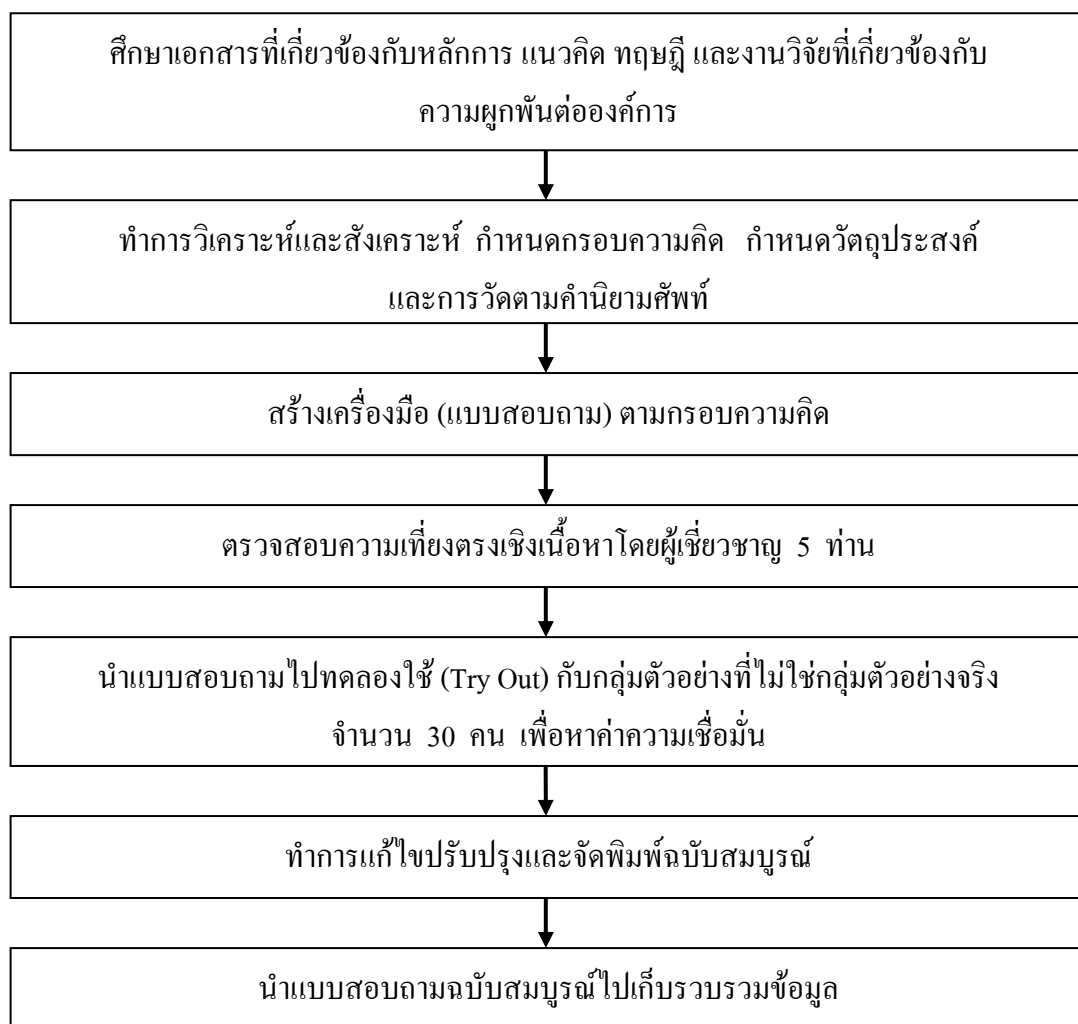 ศึกษาเอกสารที่เกี่ยวข้องกับหลักการ แนวคิด ทฤษฎี และงานวิจัยที่เกี่ยวข้องกับ
ความผูกพันต่อองค์การ
ทำการวิเคราะห์และสังเคราะห์ กำหนดกรอบความคิด กำหนดวัตถุประสงค์
และการวัดตามคำนิยามศัพท์
สร้างเครื่องมือ (แบบสอบถาม) ตามกรอบความคิด
ตรวจสอบความเที่ยงตรงเชิงเนื้อหาโดยผู้เชี่ยวชาญ 5 ท่าน
นำแบบสอบถามไปทดลองใช้ (Try Out) กับกลุ่มตัวอย่างที่ไม่ใช่กลุ่มตัวอย่างจริง
จำนวน 30 คน เพื่อหาค่าความเชื่อมั่น
ทำการแก้ไขปรับปรุงและจัดพิมพ์ฉบับสมบูรณ์
นำแบบสอบถามฉบับสมบูรณ์ไปเก็บรวบรวมข้อมูล